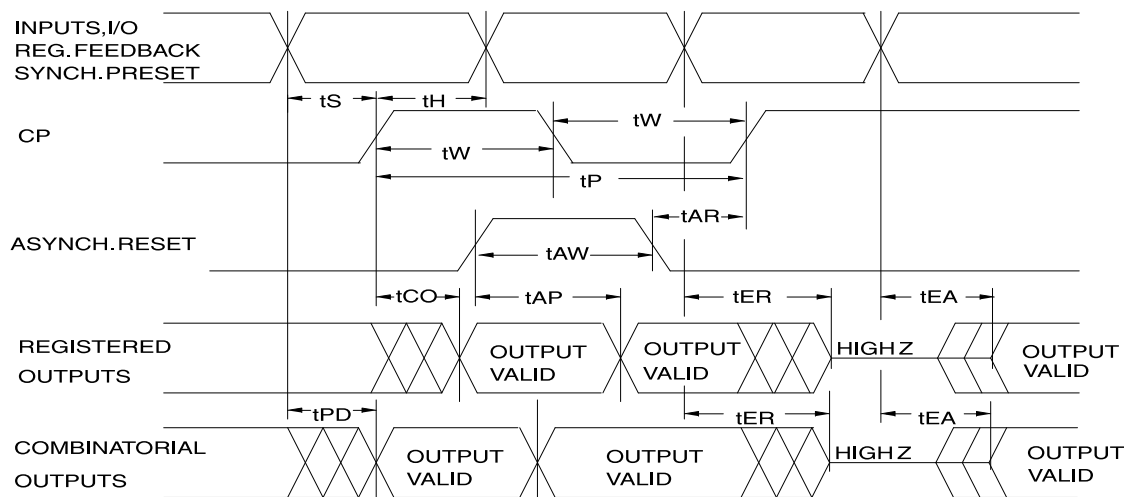 INPUTS,I/O
REG.FEEDBACK
SYNCH.PRESET
tS
tH
CP
tW
tW
tP
tAR
ASYNCH.RESET
tAW
tCO
tAP
tER
tEA
REGISTERED
OUTPUTS
OUTPUT
VALID
OUTPUT
VALID
HIGH Z
OUTPUT
VALID
tPD
tER
tEA
COMBINATORIAL
OUTPUTS
OUTPUT
VALID
OUTPUT
VALID
HIGH Z
OUTPUT
VALID